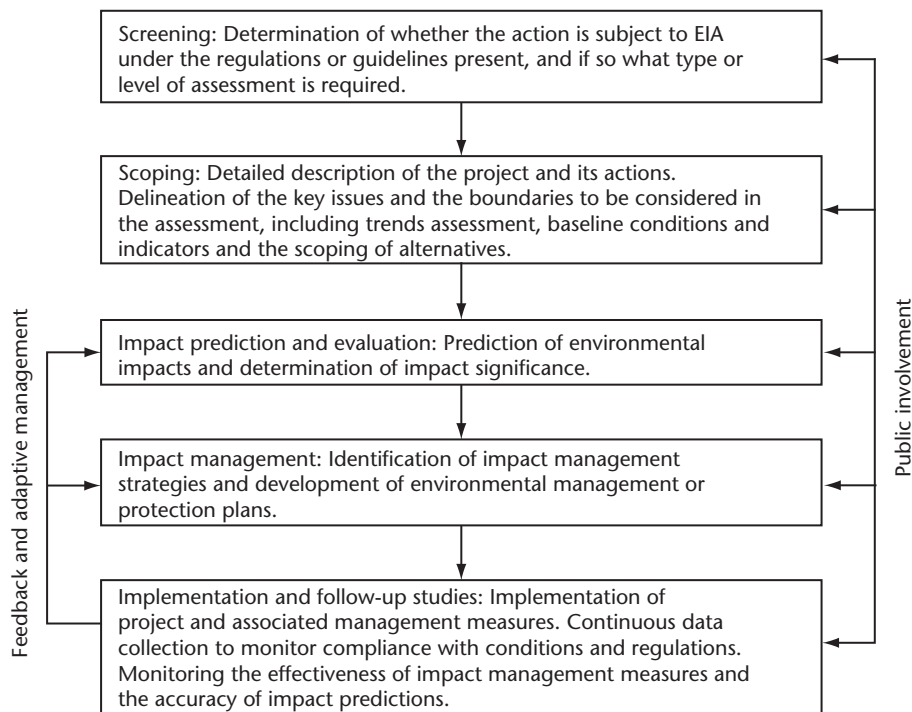 Screening: Determination of whether the action is subject to EIA
under the regulations or guidelines present, and if so what type or
level of assessment is required.
Scoping: Detailed description of the project and its actions.
Delineation of the key issues and the boundaries to be considered in
the assessment, including trends assessment, baseline conditions and
indicators and the scoping of alternatives.
Impact prediction and evaluation: Prediction of environmental
impacts and determination of impact significance.
Impact management: Identification of impact management
strategies and development of environmental management or
protection plans.
Implementation and follow-up studies: Implementation of
project and associated management measures. Continuous data
collection to monitor compliance with conditions and regulations.
Monitoring the effectiveness of impact management measures and
the accuracy of impact predictions.
Feedback and adaptive management
Public involvement